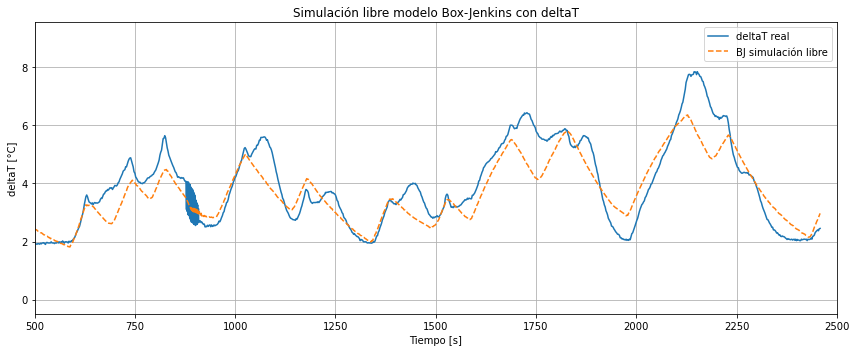 Simulación libre modelo Box-Jenkins con deltaT
deltaT real
BJ simulación libre
deltaT [°C]
8
6
4
2
0
500 750 1000 1250 1500 1750 2000 2250 2500
Tiempo [s]